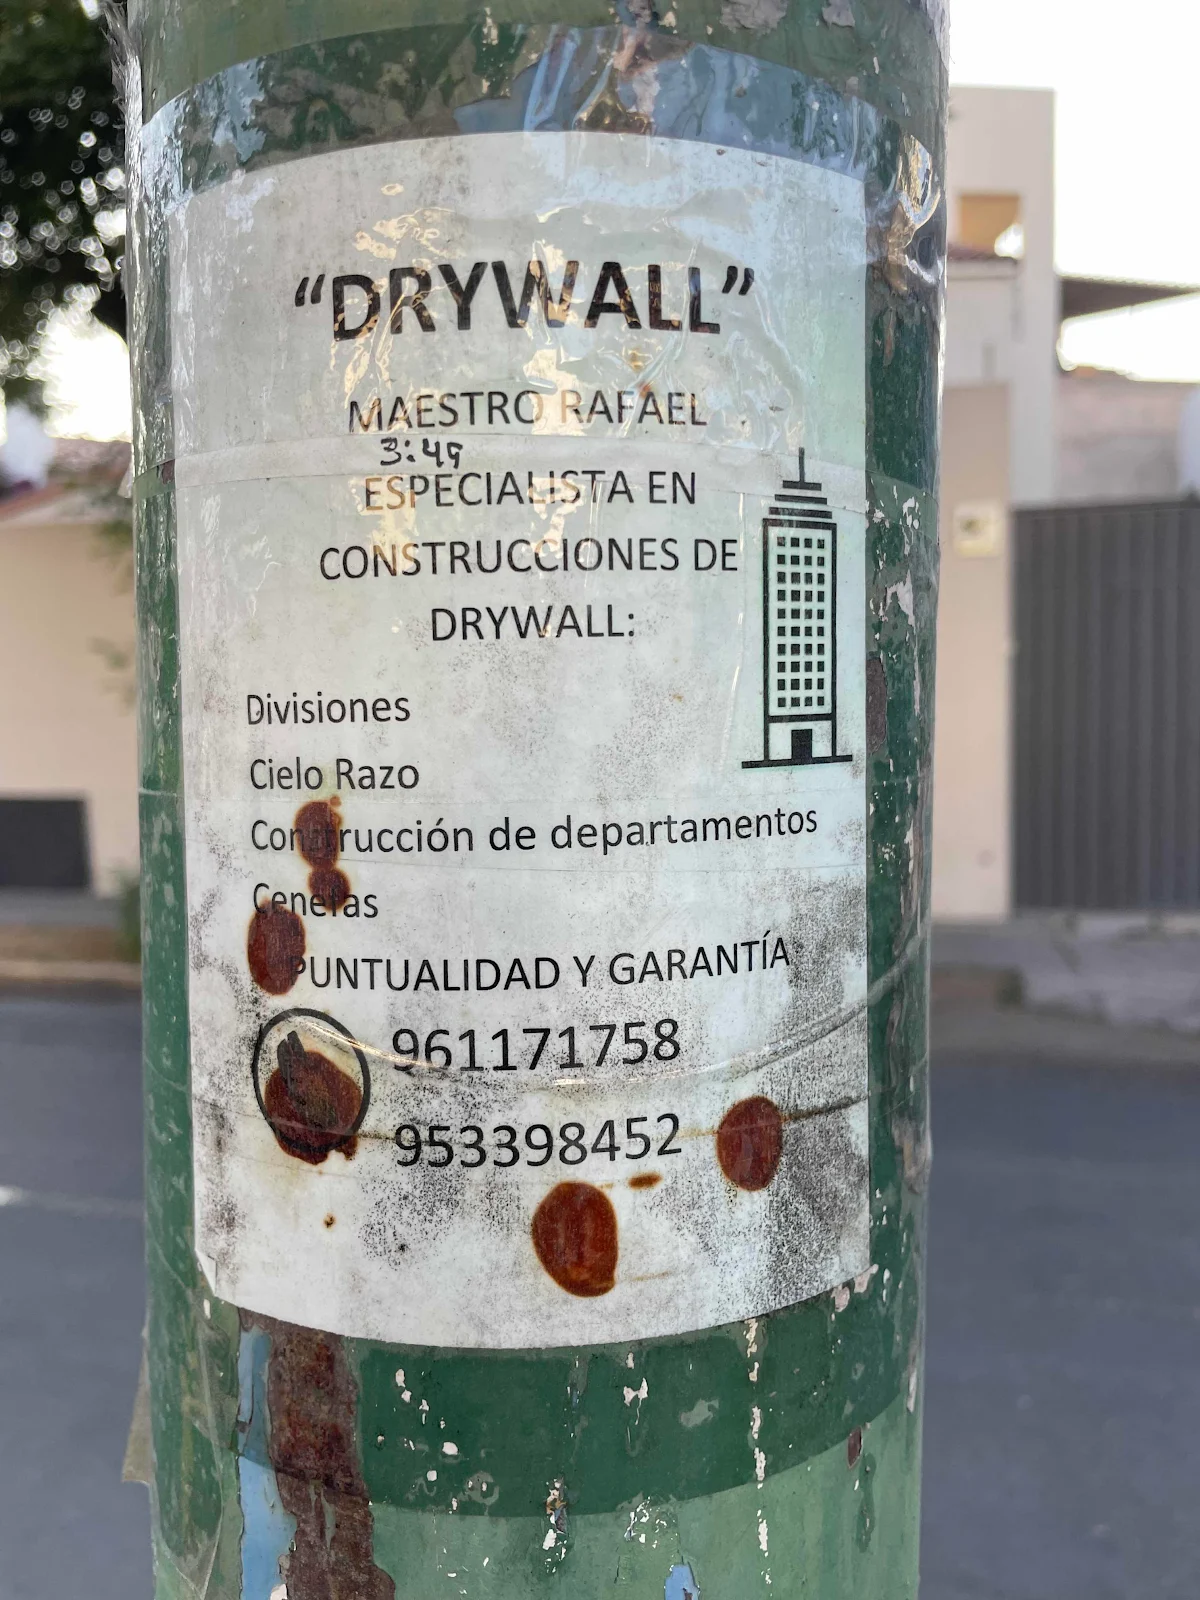 “DRYWALL”
MAESTRO RAFAEL
3:49
ESPECIALISTA EN
CONSTRUCCIONES DE
DRYWALL:
Divisiones
Cielo Razo
Construcción de departamentos
Cenefas
PUNTUALIDAD Y GARANTÍA
961171758
953398452